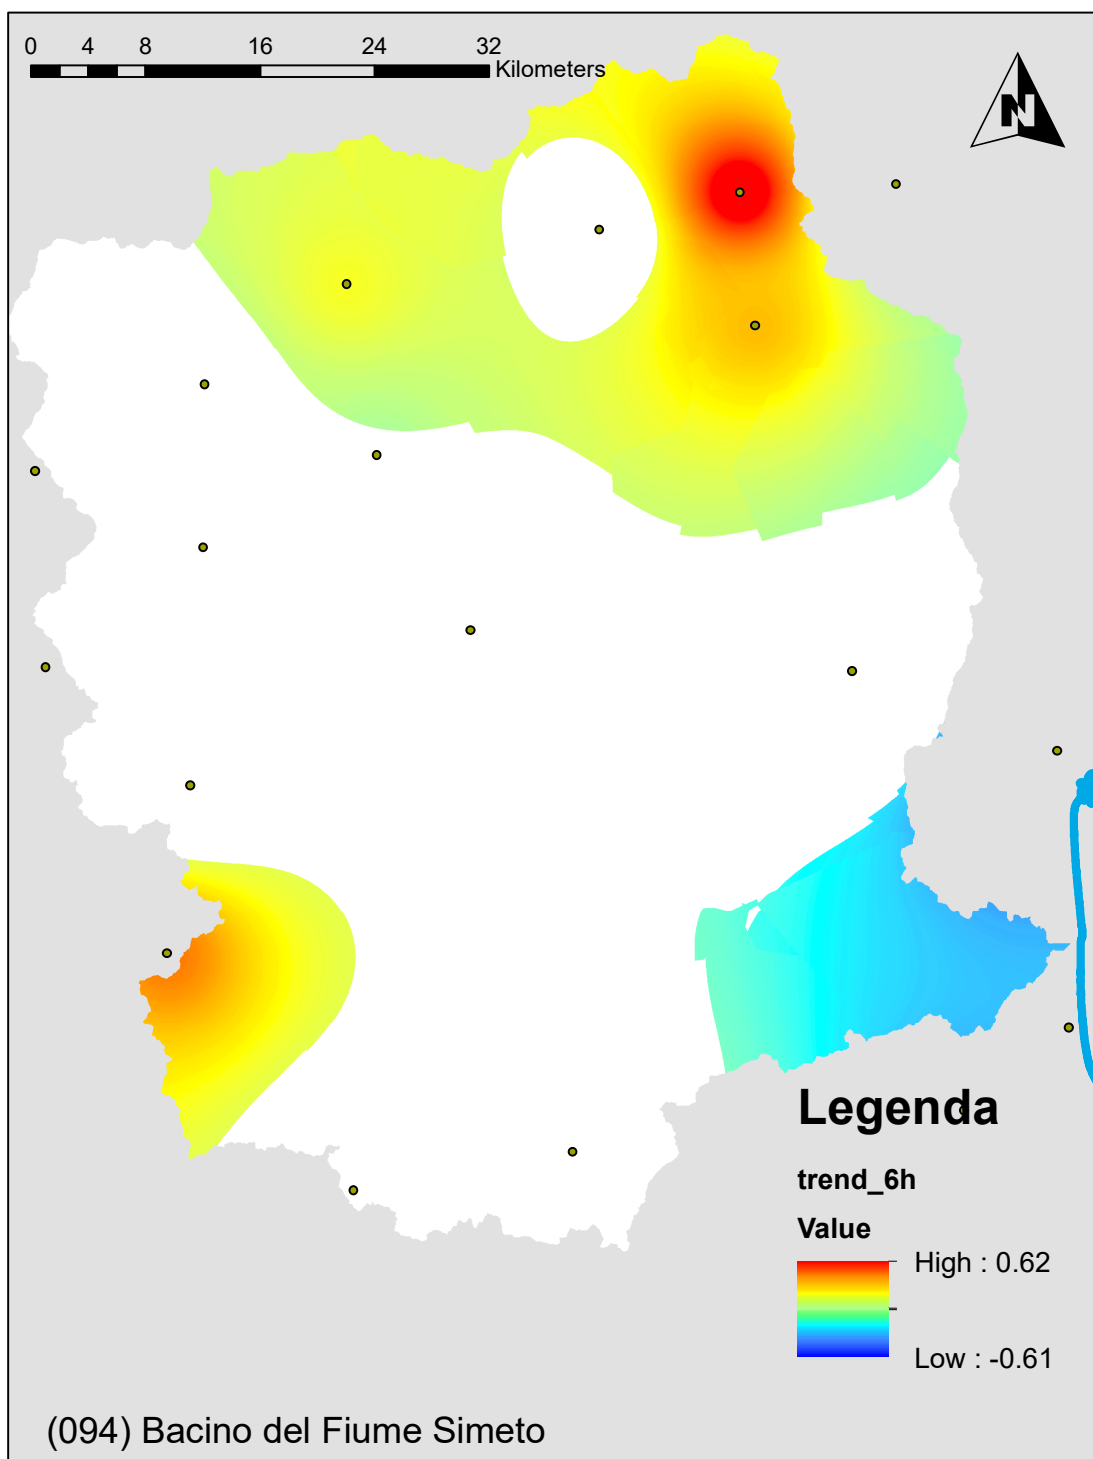 0 4 8 16 24 32
Kilometers
N
Legenda
trend_6h
Value
High : 0.62
Low : -0.61
(094) Bacino del Fiume Simeto